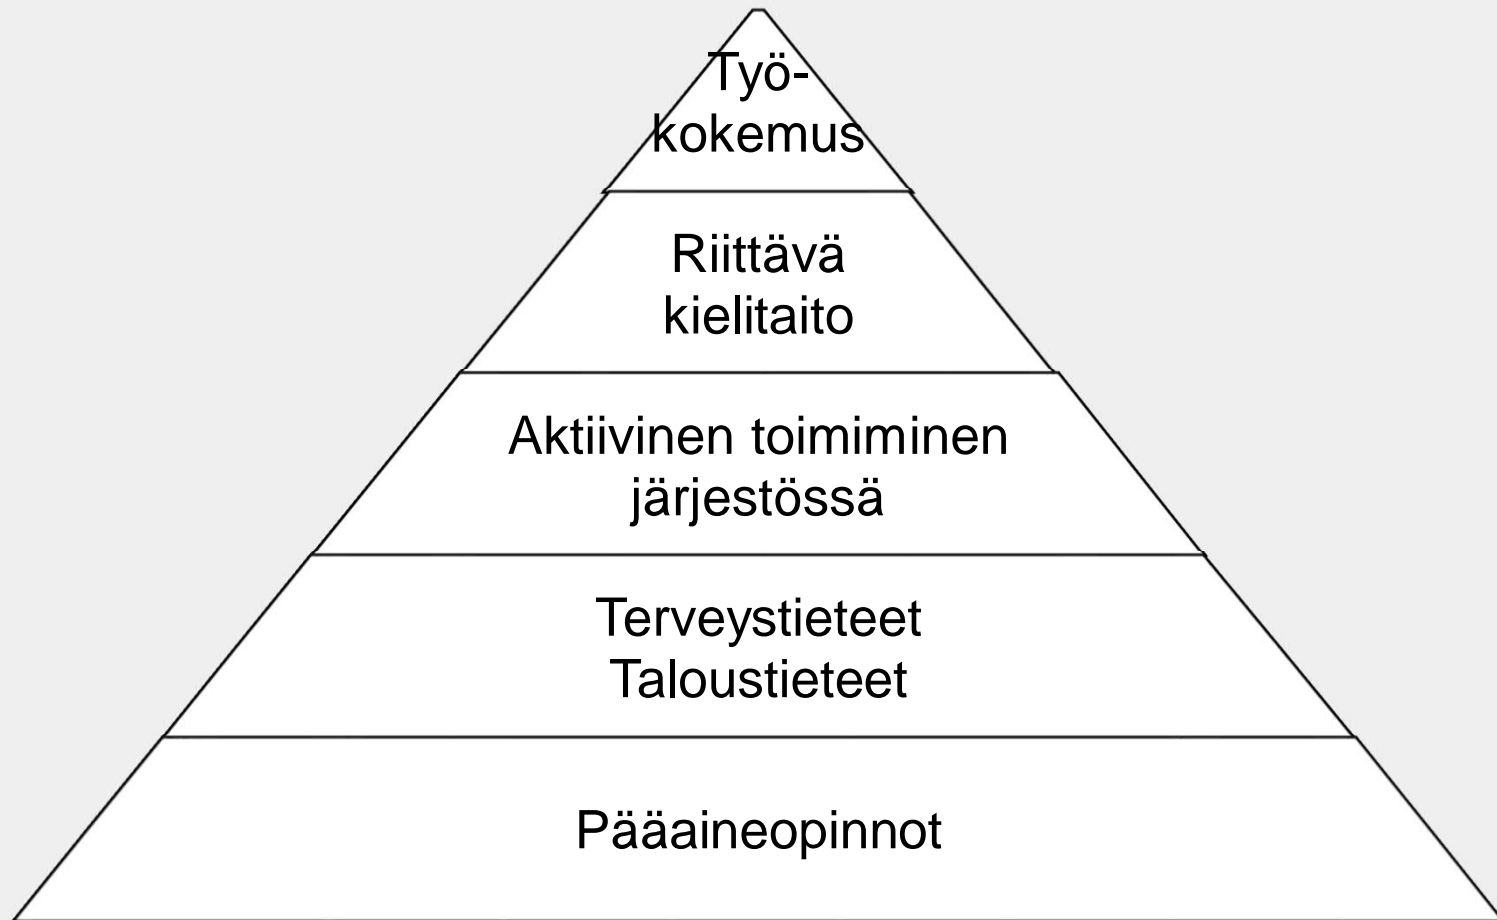 Työ-
kokemus
Riittävä
kielitaito
Aktiivinen toimiminen
järjestössä
Terveystieteet
Taloustieteet
Pääaineopinnot